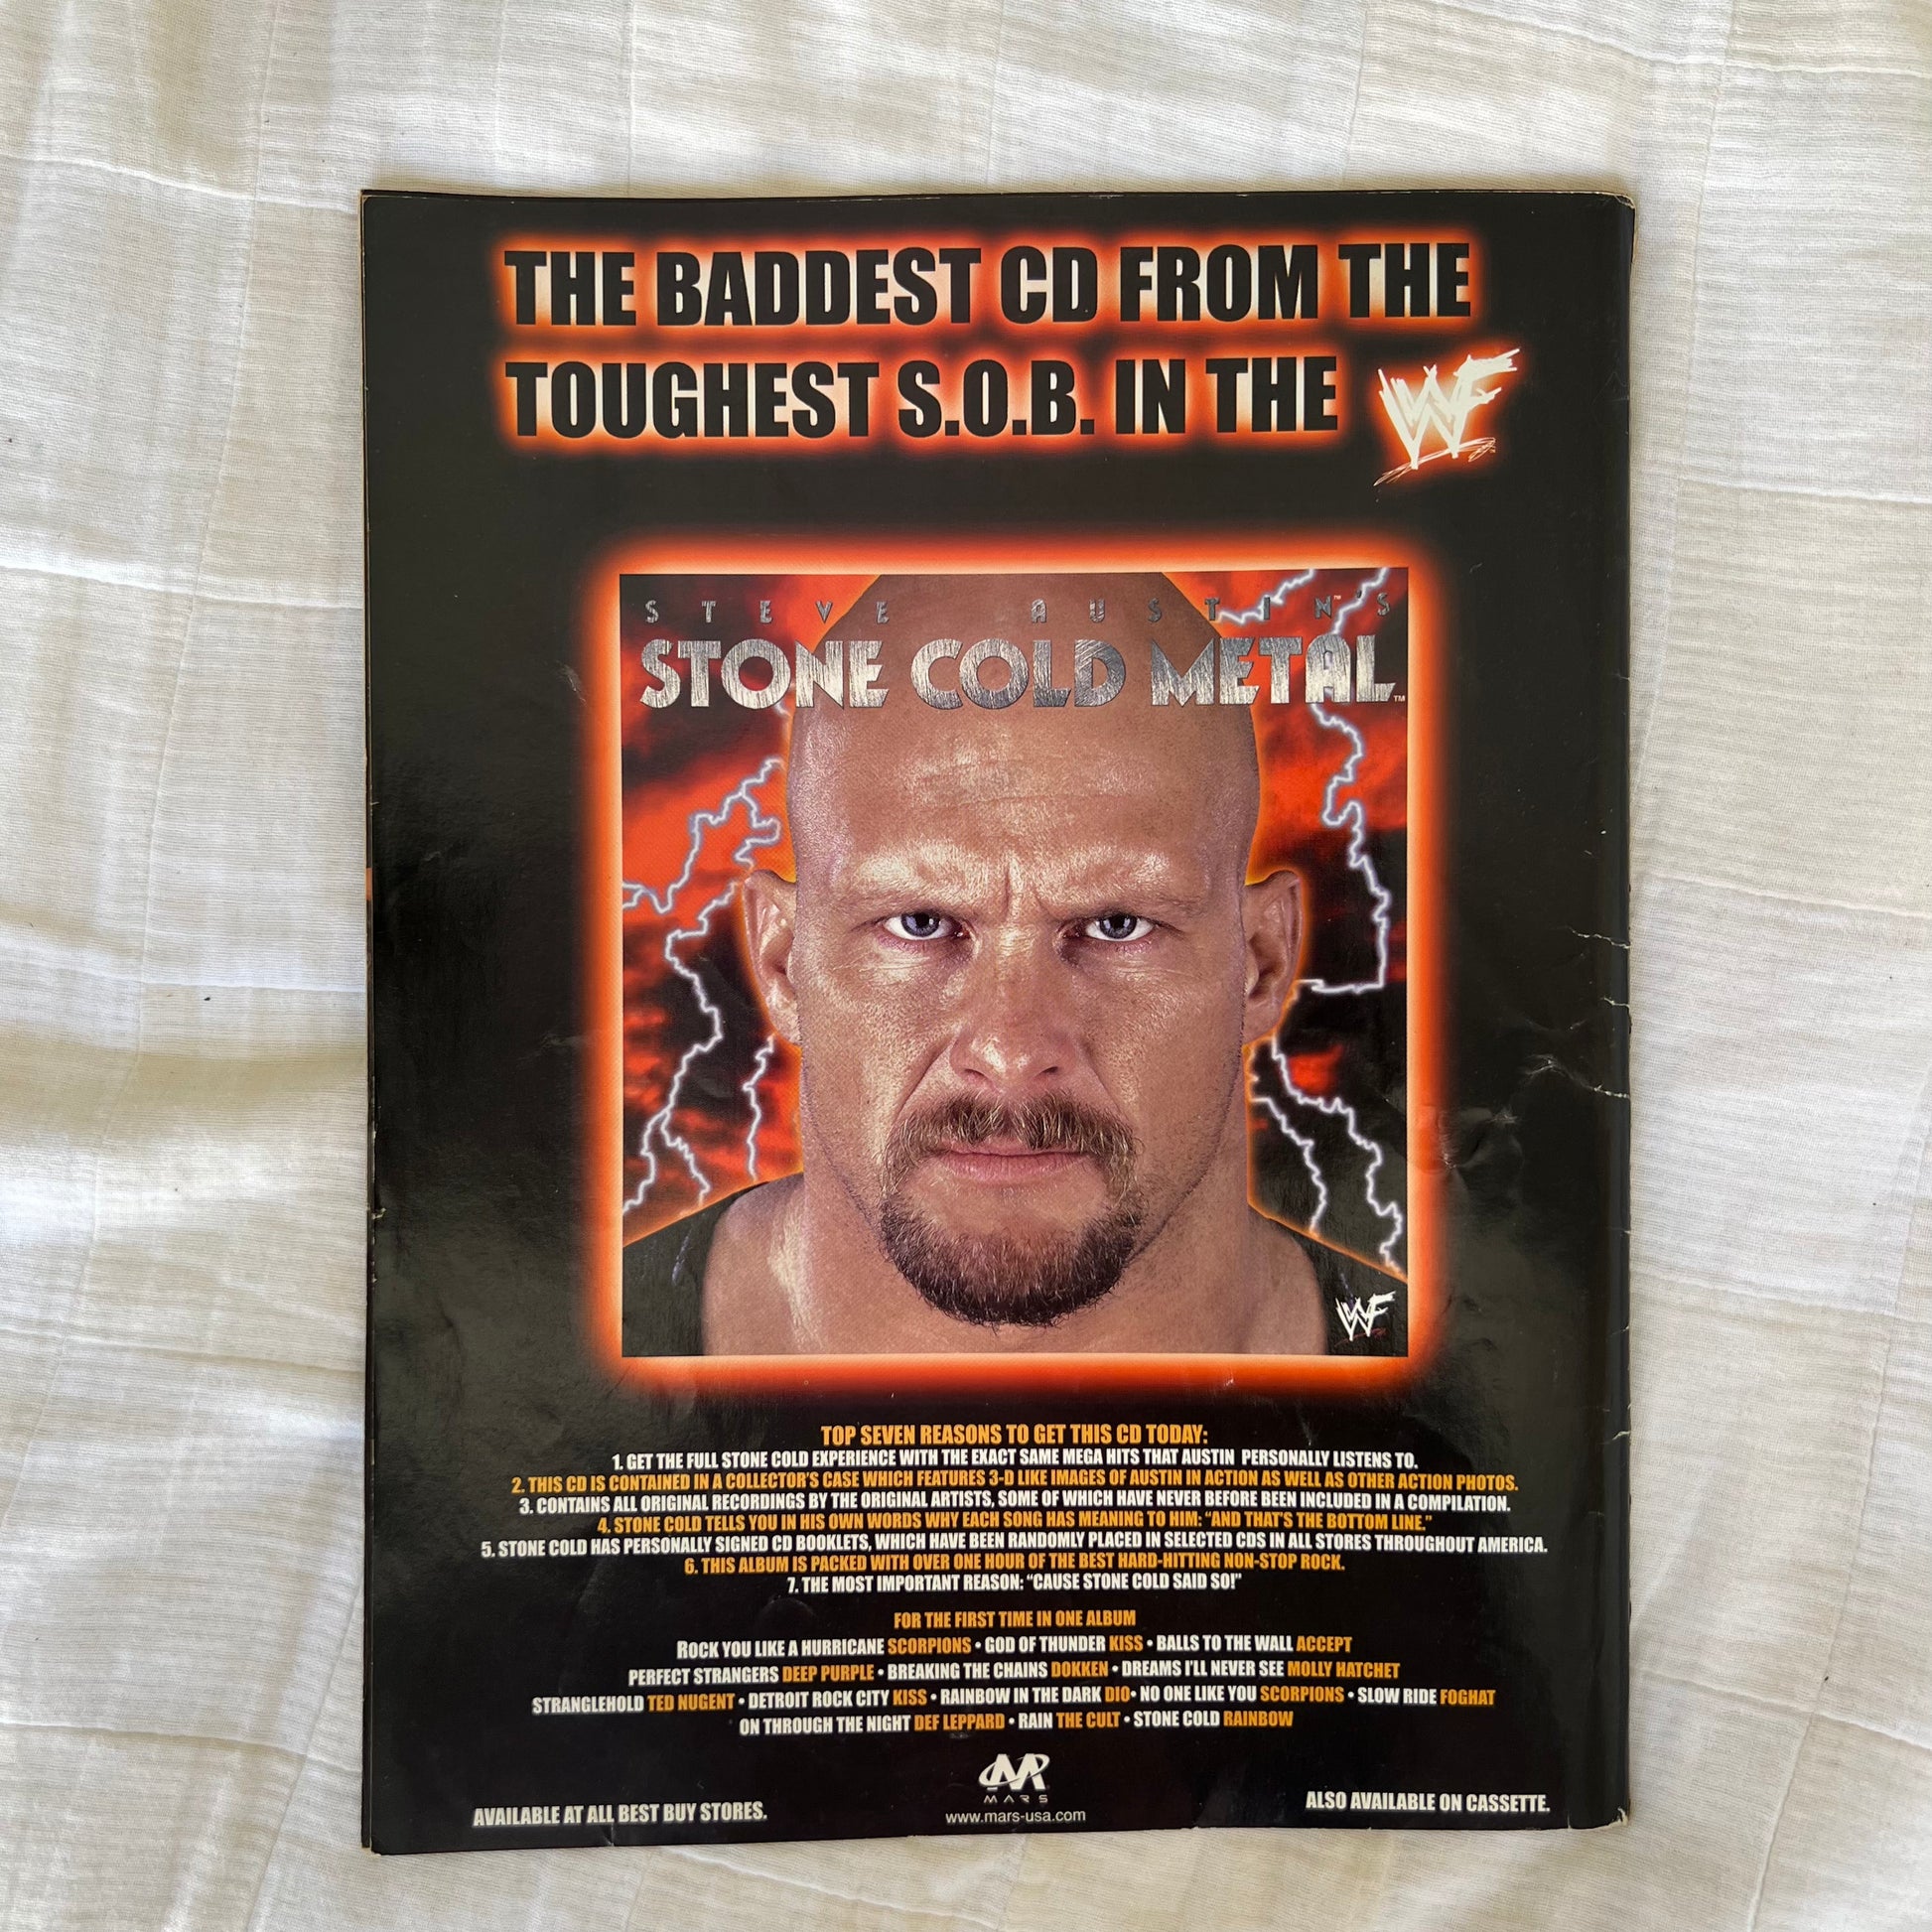 THE BADDEST CD FROM THE
TOUGHEST S.O.B. IN THE WF
STEVE AUSTIN'S
STONE COLD METAL™
WF
TOP SEVEN REASONS TO GET THIS CD TODAY:
1. GET THE FULL STONE COLD EXPERIENCE WITH THE EXACT SAME MEGA HITS THAT AUSTIN PERSONALLY LISTENS TO.
2. THIS CD IS CONTAINED IN A COLLECTOR'S CASE WHICH FEATURES 3-D LIKE IMAGES OF AUSTIN IN ACTION AS WELL AS OTHER ACTION PHOTOS.
3. CONTAINS ALL ORIGINAL RECORDINGS BY THE ORIGINAL ARTISTS, SOME OF WHICH HAVE NEVER BEFORE BEEN INCLUDED IN A COMPILATION.
4. STONE COLD TELLS YOU IN HIS OWN WORDS WHY EACH SONG HAS MEANING TO HIM: "AND THAT'S THE BOTTOM LINE."
5. STONE COLD HAS PERSONALLY SIGNED CD BOOKLETS, WHICH HAVE BEEN RANDOMLY PLACED IN SELECTED CDS IN ALL STORES THROUGHOUT AMERICA.
6. THIS ALBUM IS PACKED WITH OVER ONE HOUR OF THE BEST HARD-HITTING NON-STOP ROCK.
7. THE MOST IMPORTANT REASON: "CAUSE STONE COLD SAID SO!"
FOR THE FIRST TIME IN ONE ALBUM
ROCK YOU LIKE A HURRICANE SCORPIONS • GOD OF THUNDER KISS • BALLS TO THE WALL ACCEPT
PERFECT STRANGERS DEEP PURPLE • BREAKING THE CHAINS DOKKEN • DREAMS I'LL NEVER SEE MOLLY HATCHET
STRANGLEHOLD TED NUGENT • DETROIT ROCK CITY KISS • RAINBOW IN THE DARK DIO • NO ONE LIKE YOU SCORPIONS • SLOW RIDE FOGHAT
ON THROUGH THE NIGHT DEF LEPPARD • RAIN THE CULT • STONE COLD RAINBOW
MARS
www.mars-usa.com
AVAILABLE AT ALL BEST BUY STORES.
ALSO AVAILABLE ON CASSETTE.